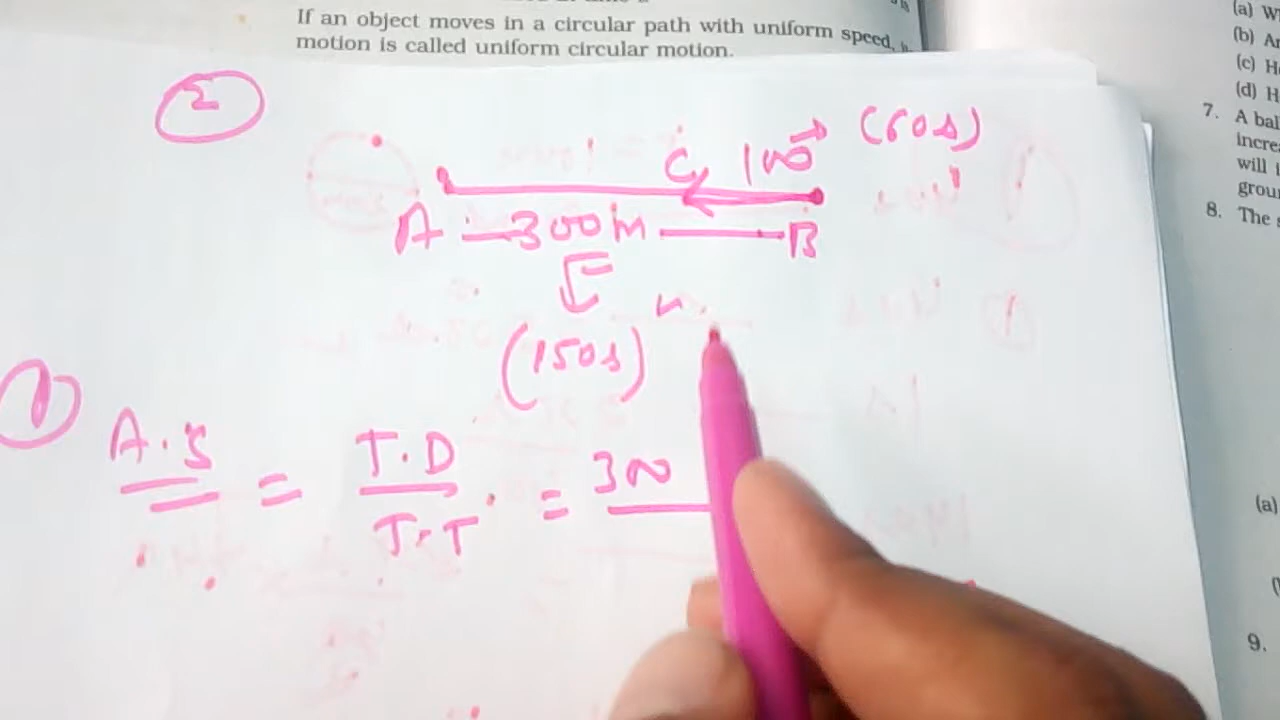 If an object moves in a circular path with uniform speed,
motion is called uniform circular motion.
2
C 100 (60s)
A 300m B
(150s)
1
A.S = T.D = 300
T.T
(a) W
(b) A
(c) H
(d) H
7. A bal
incre
will i
grou
8. The s
(a)
9.